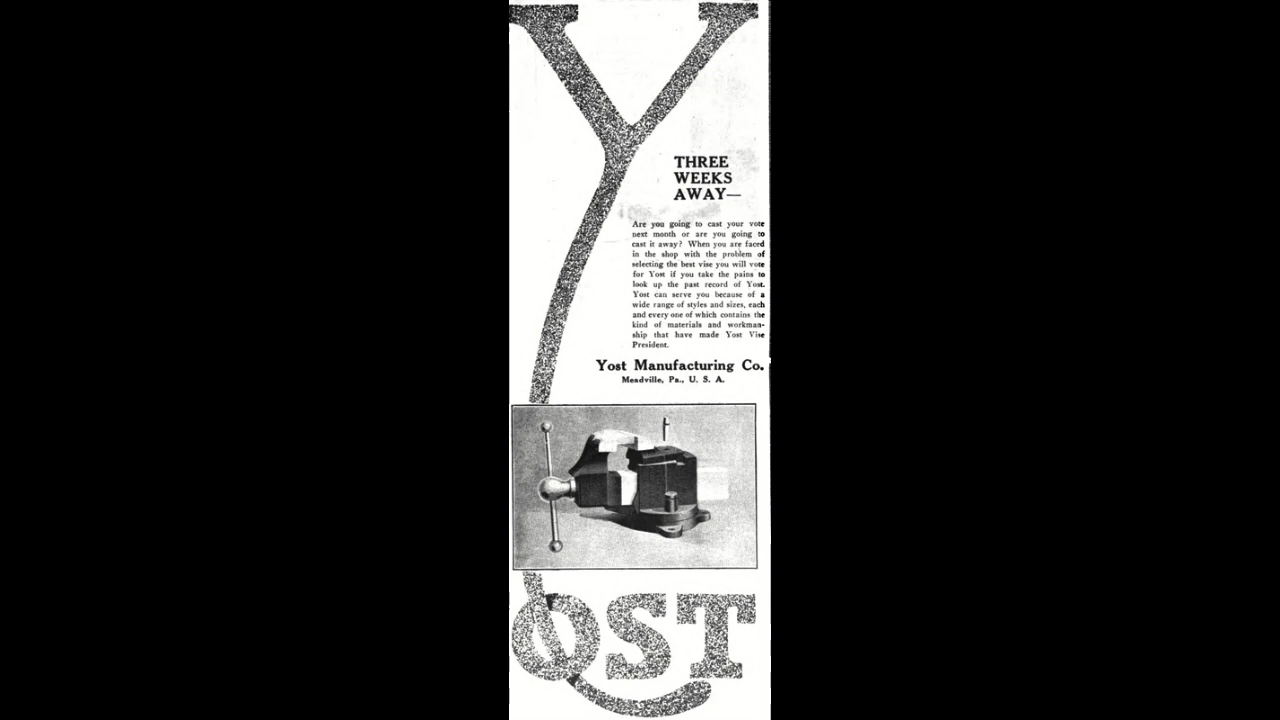 THREE
WEEKS
AWAY—
Are you going to cast your vote
next month or are you going to
cast it away? When you are faced
in the shop with the problem of
selecting the best vise you will vote
for Yost if you take the pains to
look up the past record of Yost.
Yost can serve you because of a
wide range of styles and sizes, each
and every one of which contains the
kind of materials and workman-
ship that have made Yost Vise
President.
Yost Manufacturing Co.
Meadville, Pa., U. S. A.
YOST